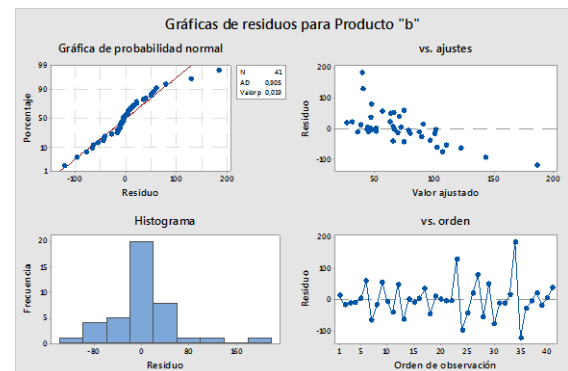 Gráficas de residuos para Producto "b"
Gráfica de probabilidad normal
99
90
50
10
1
Porcentaje
-100
0
100
200
Residuo
N 41
AD 0,903
Valor p 0,019
vs. ajustes
200
100
0
-100
Residuo
50
100
150
200
Valor ajustado
Histograma
20
15
10
5
0
Frecuencia
-80
0
80
160
Residuo
vs. orden
200
100
0
-100
Residuo
1
5
10
15
20
25
30
35
40
Orden de observación